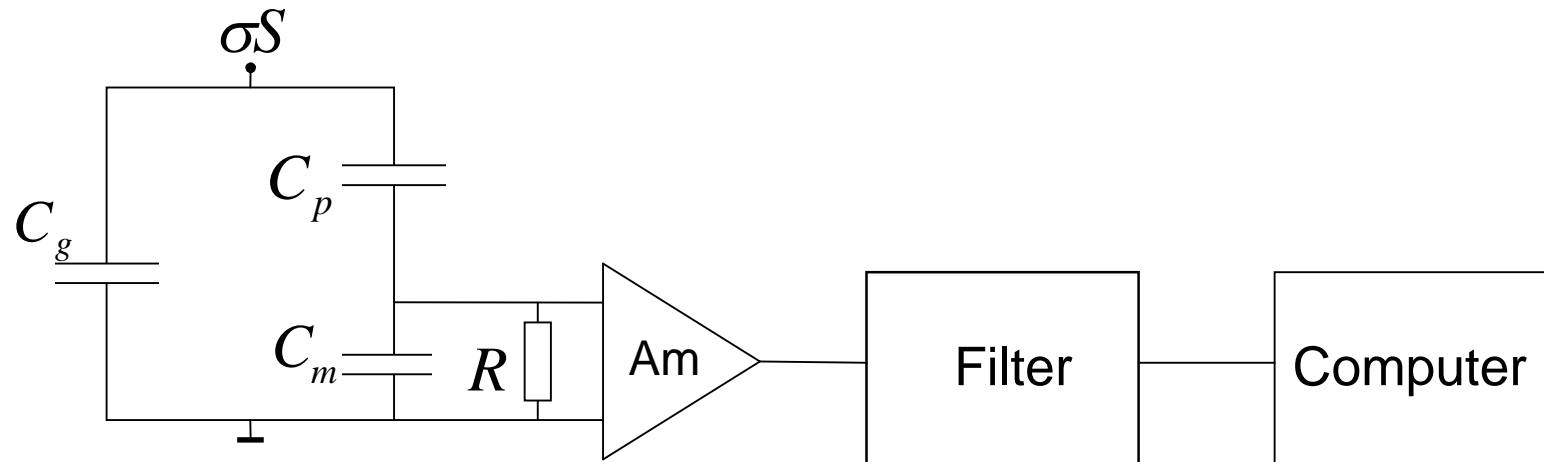 σS
C_p
C_g
C_m
R
Am
Filter
Computer